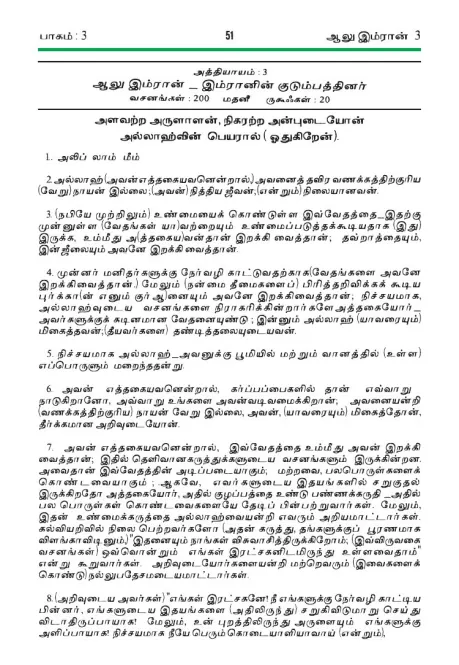 பாகம் : 3 51 ஆலு இம்ரான் 3
அத்தியாயம் : 3
ஆலு இம்ரான் _ இம்ரானின் குடும்பத்தினர்
வசனங்கள் : 200 மதனீ ருகூஃகள் : 20
அளவற்ற அருளாளன், நிகரற்ற அன்புடையோன்
அல்லாஹ்வின் பெயரால் ( ஓதுகிறேன்).
1. அலிப் லாம் மீம்
2.அல்லாஹ்(அவன்எத்தகையவனென்றால்,)அவனைத் தவிர வணக்கத்திற்குரிய
(வேறு)நாயன் இல்லை;(அவன்) நித்திய ஜீவன்;(என்றும்)நிலையானவன்.
3. (நபியே முற்றிலும்) உண்மையைக் கொண்டுள்ள இவ்வேதத்தை_இதற்கு
முன்னுள்ள (வேதங்கள் யா)வற்றையும் உண்மைப்படுத்தக்கூடியதாக (இது)
இருக்க, உம்மீது அ(த்தகைய)வன்தான் இறக்கி வைத்தான்; தவ்றாத்தையும்,
இன்ஜீலையும் அவனே இறக்கி வைத்தான்.
4. முன்னர் மனிதர்களுக்கு நேர்வழி காட்டுவதற்காக(வேதங்களை அவனே
இறக்கிவைத்தான்.) மேலும் (நன்மை தீமைகளைப்) பிரித்தறிவிக்கக் கூடிய
புர்க்கா(ன் எனும் குர்ஆ)னையும் அவனே இறக்கிவைத்தான்; நிச்சயமாக,
அல்லாஹ்வுடைய வசனங்களை நிராகரிக்கின்றார்களேஅத்தகையோர்_
அவர்களுக்குக் கடினமான வேதனையுண்டு ; இன்னும் அல்லாஹ் (யாவரையும்)
மிகைத்தவன்;(தீயவர்களை) தண்டித்தலையுடையவன்.
5. நிச்சயமாக அல்லாஹ்_அவனுக்கு பூமியில் மற்றும் வானத்தில் (உள்ள)
எப்பொருளும் மறைந்ததன்று.
6. அவன் எத்தகையவனென்றால், கர்ப்பப்பைகளில் தான் எவ்வாறு
நாடுகிறானோ, அவ்வாறு உங்களை அவன்வடிவமைக்கிறான்; அவனையன்றி
(வணக்கத்திற்குரிய) நாயன் வேறு இல்லை, அவன், (யாவரையும்) மிகைத்தோன்,
தீர்க்கமான அறிவுடையோன்.
7. அவன் எத்தகையவனென்றால், இவ்வேதத்தை உம்மீது அவன் இறக்கி
வைத்தான்; இதில் தெளிவானகருத்துக்களுடைய வசனங்களும் இருக்கின்றன.
அவைதான் இவ்வேதத்தின் அடிப்படையாகும்; மற்றவை, பலபொருள்களைக்
கொண்டவையாகும் ; ஆகவே, எவர்களுடைய இதயங்களில் சறுகுதல்
இருக்கிறதோ அத்தகையோர், அதில் குழப்பத்தை உண்டு பண்ணக்கருதி _அதில்
பல பொருள்கள் கொண்டவைகளையே தேடிப் பின்பற்றுவார்கள். மேலும்,
இதன் உண்மைக்கருத்தை அல்லாஹ்வையன்றி எவரும் அறியமாட்டார்கள்.
கல்வியறிவில் நிலை பெற்றவர்களோ (அதன் கருத்து, தங்களுக்குப் பூரணமாக
விளங்காவிடினும்,)"இதனையும் நாங்கள் விசுவாசித்திருக்கிறோம்; (இவ்விருவகை
வசனங்கள்) ஒவ்வொன்றும் எங்கள் இரட்சகனிடமிருந்து உள்ளவைதாம்"
என்று கூறுவார்கள். அறிவுடையோர்களையன்றி மற்றெவரும் (இவைகளைக்
கொண்டு)நல்லுபதேசமடையமாட்டார்கள்.
8.(அறிவுடைய அவர்கள்) "எங்கள் இரட்சகனே! நீ எங்களுக்கு நேர்வழி காட்டிய
பின்னர், எங்களுடைய இதயங்களை (அதிலிருந்து) சறுகிவிடுமாறு செய்து
விடாதிருப்பாயாக! மேலும், உன் புறத்திலிருந்து அருளையும் எங்களுக்கு
அளிப்பாயாக! நிச்சயமாக நீயேபெரும்கொடையாளியாவாய் (என்றும்),